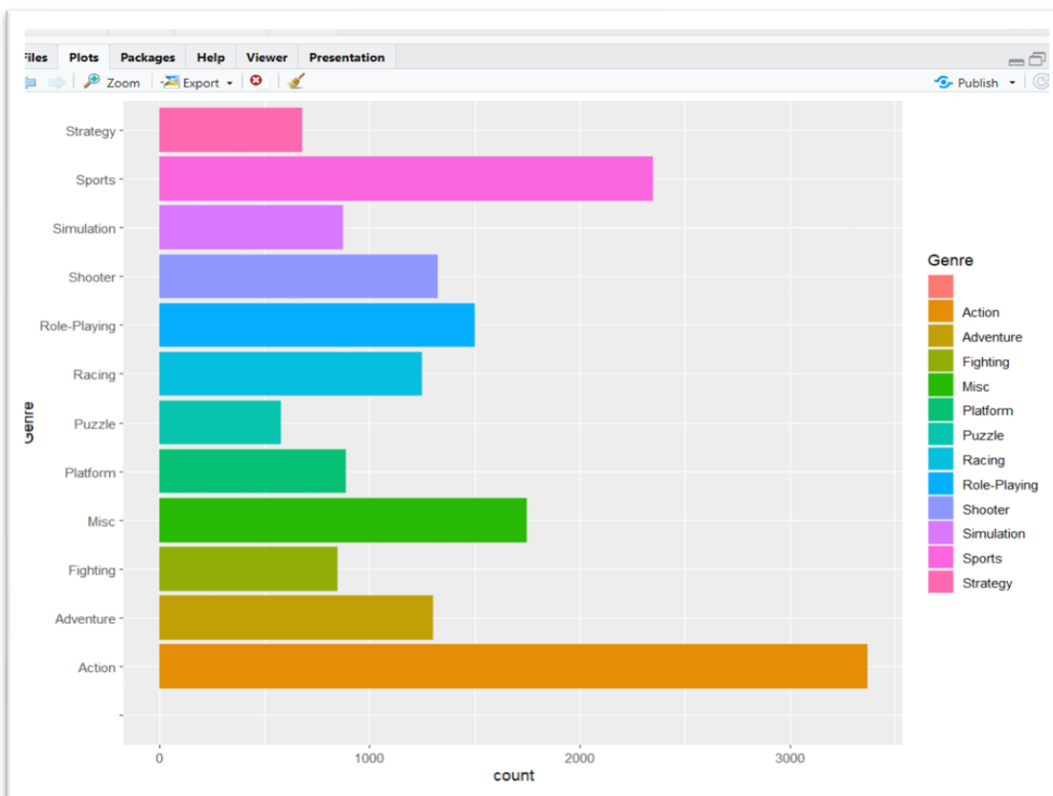 Files Plots Packages Help Viewer Presentation
Zoom Export Publish
Strategy
Sports
Simulation
Shooter
Role-Playing
Racing
Puzzle
Platform
Misc
Fighting
Adventure
Action
Genre
0 1000 2000 3000
count
Genre
Action
Adventure
Fighting
Misc
Platform
Puzzle
Racing
Role-Playing
Shooter
Simulation
Sports
Strategy